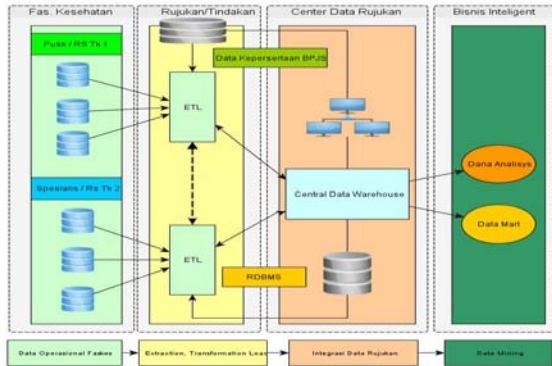 Fas. Kesehatan
Rujukan/Tindakan
Center Data Rujukan
Bisnis Inteligent
Pusk / RS Tk 1
Data Kepersertaan BPJS
ETL
Spesialis / Rs Tk 2
Central Data Warehouse
Dana Analisys
Data Mart
ETL
RDBMS
Data Operasional Faskes
Extraction, Transformation Load
Integrasi Data Rujukan
Data Mining